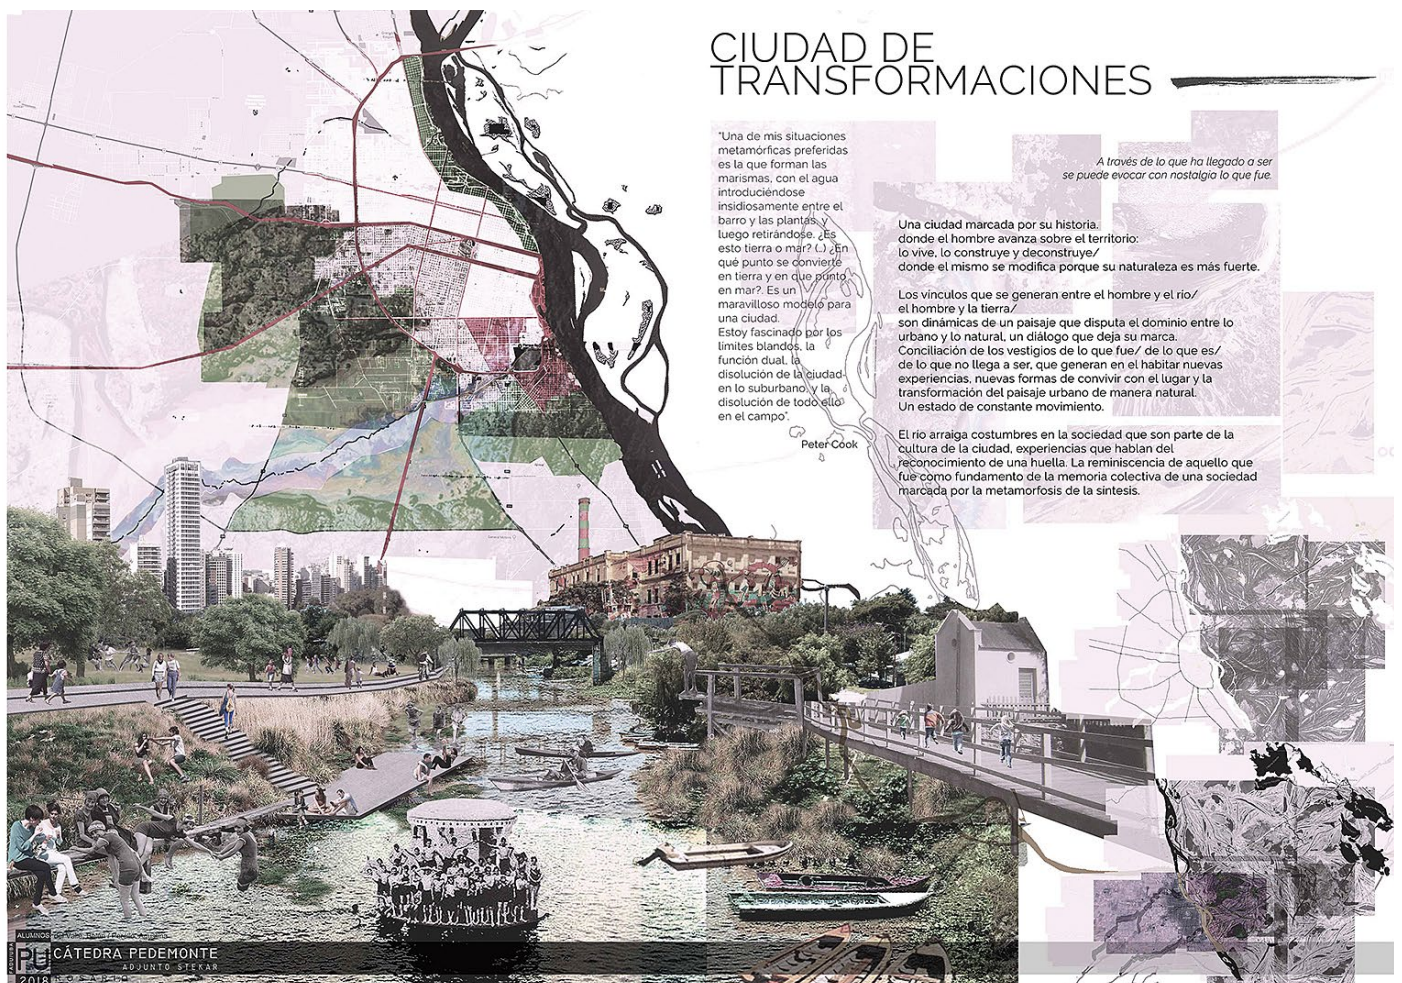 CIUDAD DE
TRANSFORMACIONES
"Una de mis situaciones
metamórficas preferidas
es la que forman las
marismas, con el agua
introduciéndose
insidiosamente entre el
barro y las plantas, y
luego retirándose. ¿Es
esto tierra o mar? (..) ¿En
qué punto se convierte
en tierra y en que punto
en mar?. Es un
maravilloso modelo para
una ciudad.
Estoy fascinado por los
límites blandos, la
función dual, la
disolución de la ciudad
en lo suburbano, y la
disolución de todo ello
en el campo".
Peter Cook
A través de lo que ha llegado a ser
se puede evocar con nostalgia lo que fue.
Una ciudad marcada por su historia.
donde el hombre avanza sobre el territorio:
lo vive, lo construye y deconstruye/
donde el mismo se modifica porque su naturaleza es más fuerte.
Los vínculos que se generan entre el hombre y el río/
el hombre y la tierra/
son dinámicas de un paisaje que disputa el dominio entre lo
urbano y lo natural, un diálogo que deja su marca.
Conciliación de los vestigios de lo que fue/ de lo que es/
de lo que no llega a ser, que generan en el habitar nuevas
experiencias, nuevas formas de convivir con el lugar y la
transformación del paisaje urbano de manera natural.
Un estado de constante movimiento.
El río arraiga costumbres en la sociedad que son parte de la
cultura de la ciudad, experiencias que hablan del
reconocimiento de una huella. La reminiscencia de aquello que
fue como fundamento de la memoria colectiva de una sociedad
marcada por la metamorfosis de la síntesis.
ALUMNOS
PU
CÁTEDRA PEDEMONTE
ADJUNTO STEKAR
2018